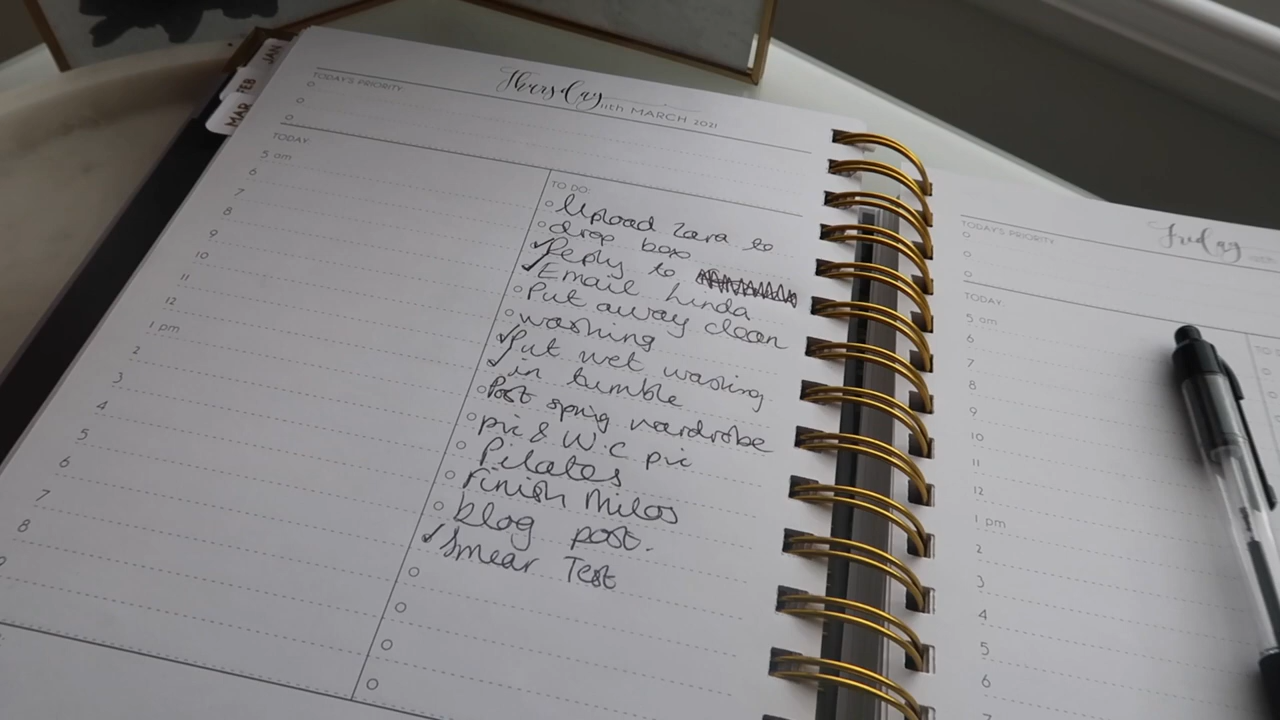 JAN
FEB
MAR
Thursday 11th MARCH 2021
TODAY'S PRIORITY
TODAY:
5 am
6
7
8
9
10
11
12
1 pm
2
3
4
5
6
7
8
TO DO:
Upload Zara to
drop box
Reply to
Email Linda
Put away clean
washing
Put wet washing
in tumble
Post spring wardrobe
pic & W.C pic
Pilates
Finish Milos
blog post.
Smear Test
Friday
TODAY'S PRIORITY
TODAY:
5 am
6
7
8
9
10
11
12
1 pm
2
3
4
5
6
7